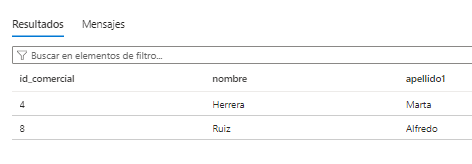 Resultados Mensajes
Buscar en elementos de filtro...
id_comercial nombre apellido1
4 Herrera Marta
8 Ruiz Alfredo